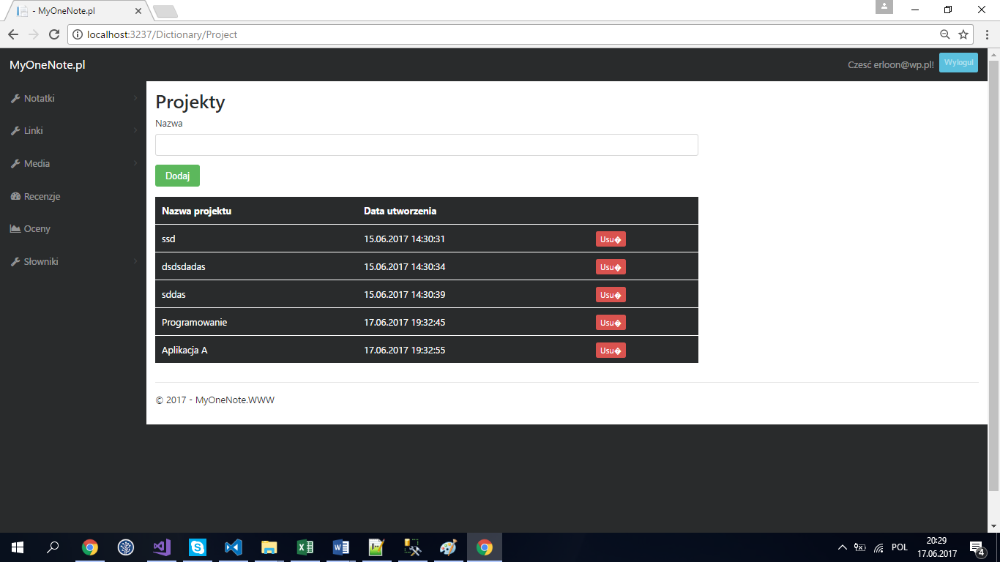 - MyOneNote.pl
localhost:3237/Dictionary/Project
MyOneNote.pl
Czesć erloon@wp.pl! Wyloguj
Notatki
Linki
Media
Recenzje
Oceny
Słowniki
Projekty
Nazwa
Dodaj
Nazwa projektu Data utworzenia
ssd 15.06.2017 14:30:31 Usu�
dsdsdadas 15.06.2017 14:30:34 Usu�
sddas 15.06.2017 14:30:39 Usu�
Programowanie 17.06.2017 19:32:45 Usu�
Aplikacja A 17.06.2017 19:32:55 Usu�
© 2017 - MyOneNote.WWW
POL
20:29
17.06.2017
4